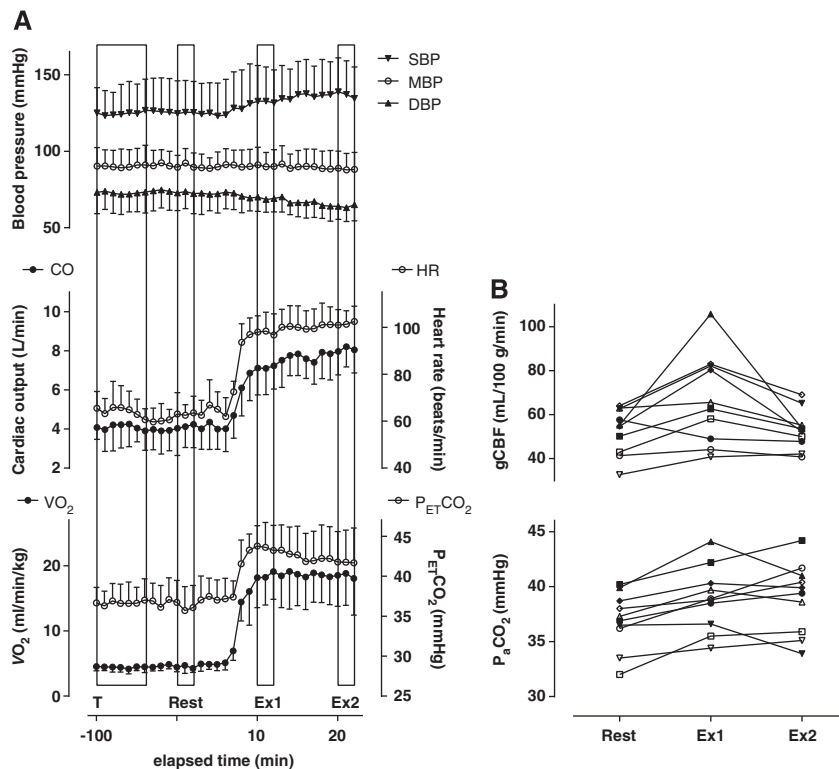 A
SBP
MBP
DBP
Blood pressure (mmHg)
150
100
50
CO
HR
Cardiac output (L/min)
10
8
6
4
2
Heart rate (beats/min)
100
80
60
40
VO2
PETCO2
VO2 (ml/min/kg)
20
10
0
PETCO2 (mmHg)
45
40
35
30
25
T
Rest
Ex1
Ex2
-100
10
20
elapsed time (min)
B
gCBF (mL/100 g/min)
100
80
60
40
PaCO2 (mmHg)
45
40
35
30
Rest
Ex1
Ex2